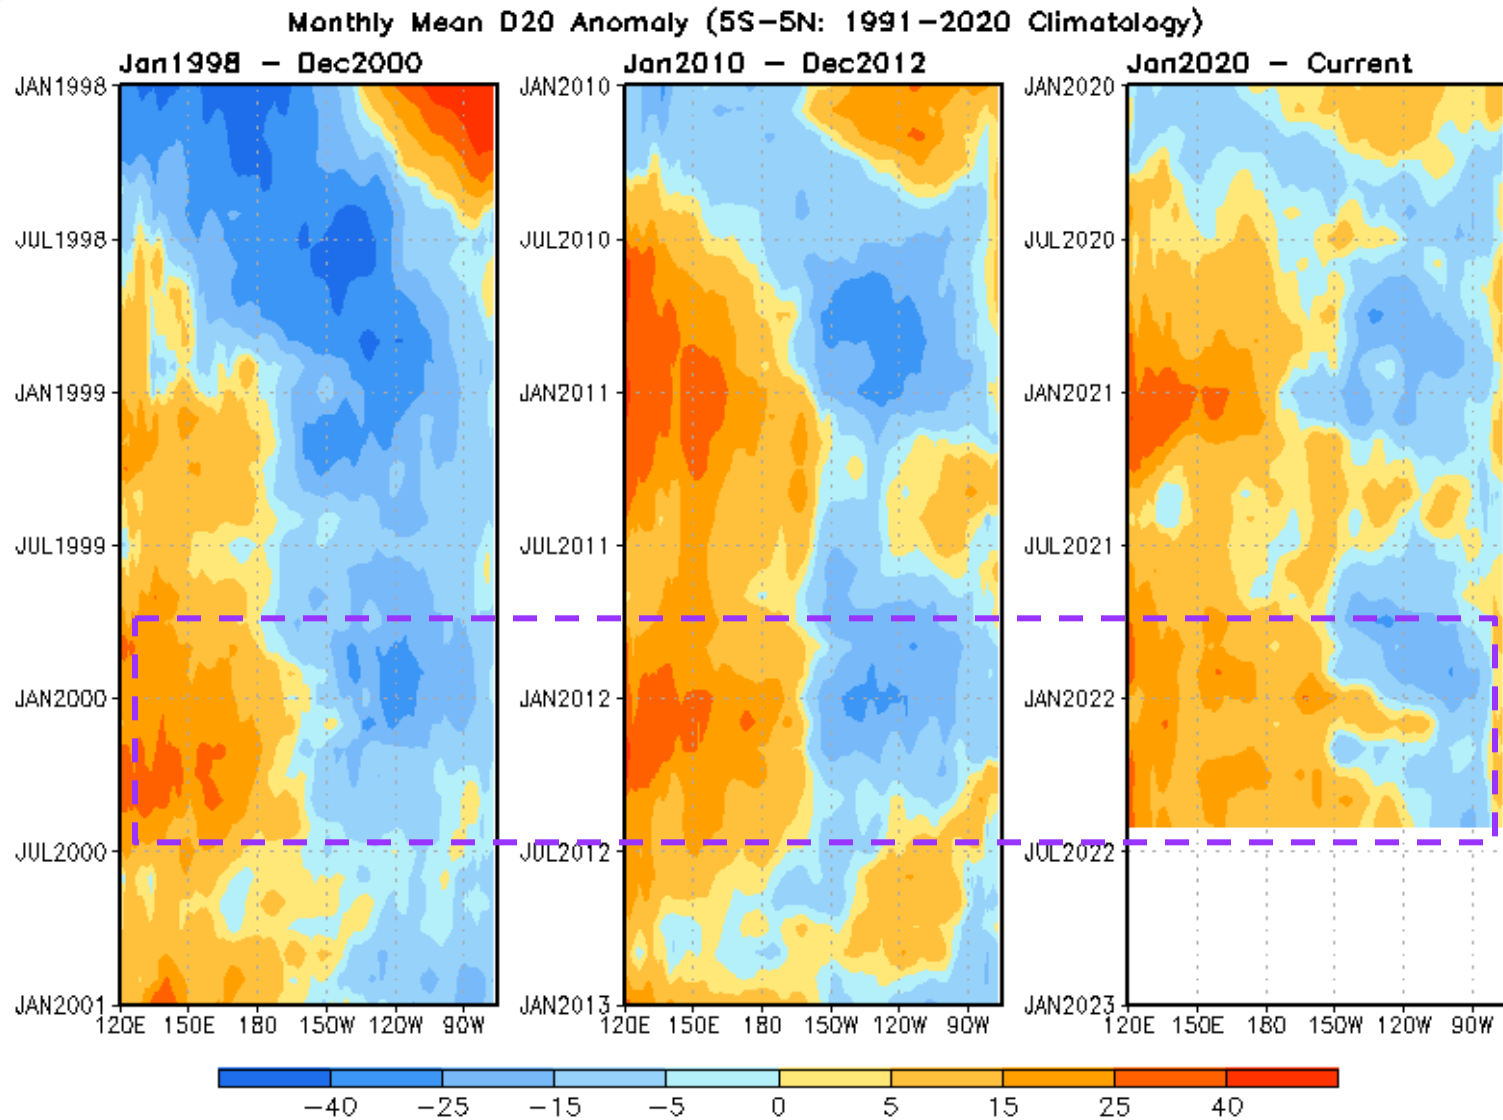 Monthly Mean D20 Anomaly (5S-5N: 1991-2020 Climatology)
Jan1998 - Dec2000
JAN1998
JUL1998
JAN1999
JUL1999
JAN2000
JUL2000
JAN2001
120E 150E 180 150W 120W 90W
Jan2010 - Dec2012
JAN2010
JUL2010
JAN2011
JUL2011
JAN2012
JUL2012
JAN2013
120E 150E 180 150W 120W 90W
Jan2020 - Current
JAN2020
JUL2020
JAN2021
JUL2021
JAN2022
JUL2022
JAN2023
120E 150E 180 150W 120W 90W
-40 -25 -15 -5 0 5 15 25 40